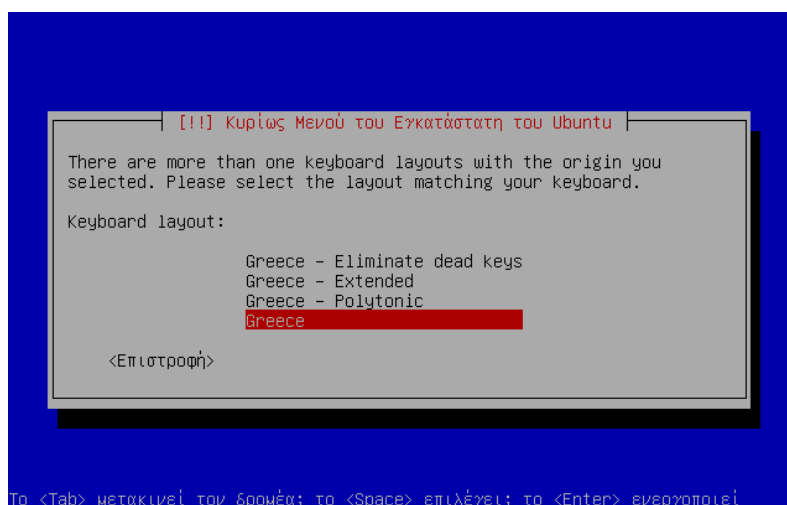 [!!] Κυρίως Μενού του Εγκατάστατη του Ubuntu
There are more than one keyboard layouts with the origin you
selected. Please select the layout matching your keyboard.
Keyboard layout:
Greece - Eliminate dead keys
Greece - Extended
Greece - Polytonic
Greece
<Επιστροφή>
Το <Tab> μετακινεί τον δρομέα; το <Space> επιλέγει; το <Enter> ενεργοποιεί